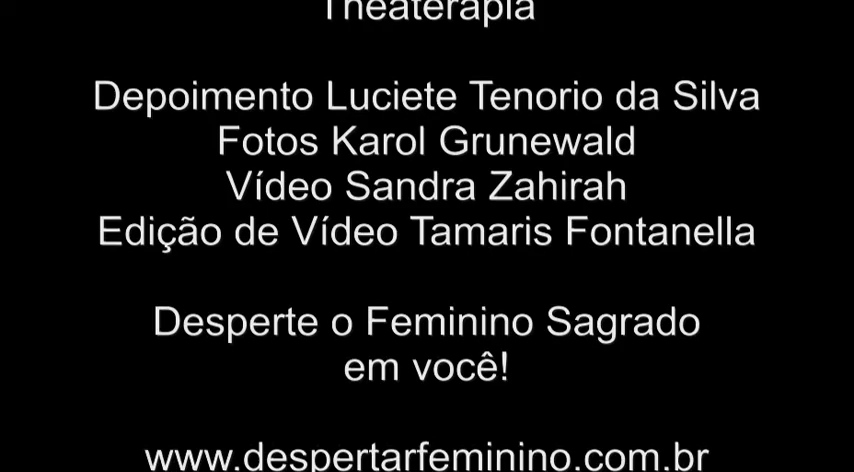 Theaterapia
Depoimento Luciete Tenorio da Silva
Fotos Karol Grunewald
Vídeo Sandra Zahirah
Edição de Vídeo Tamaris Fontanella
Desperte o Feminino Sagrado
em você!
www.despertarfeminino.com.br